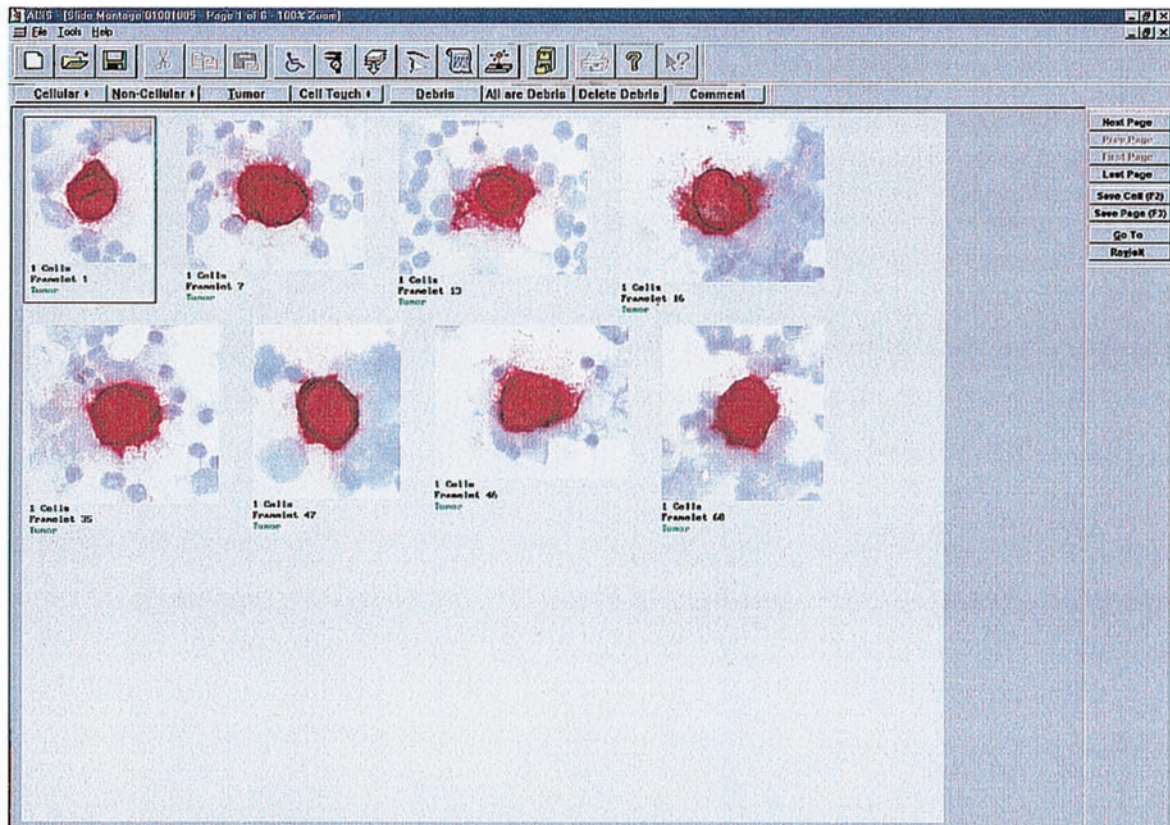 ACIS - [Slide Montage 01001005 - Page 1 of 6 - 100% Zoom]
File Tools Help
Cellular Non-Cellular Tumor Cell Touch Debris All are Debris Delete Debris Comment
Next Page
Prev Page
First Page
Last Page
Save Cell (F2)
Save Page (F3)
Go To
1 Cells
Framelet 1
Tumor
1 Cells
Framelet 7
Tumor
1 Cells
Framelet 13
Tumor
1 Cells
Framelet 16
Tumor
1 Cells
Framelet 35
Tumor
1 Cells
Framelet 47
Tumor
1 Cells
Framelet 46
Tumor
1 Cells
Framelet 60
Tumor